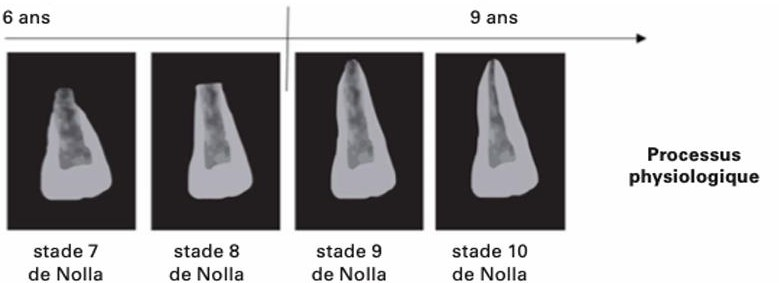 6 ans
9 ans
Processus
physiologique
stade 7
de Nolla
stade 8
de Nolla
stade 9
de Nolla
stade 10
de Nolla